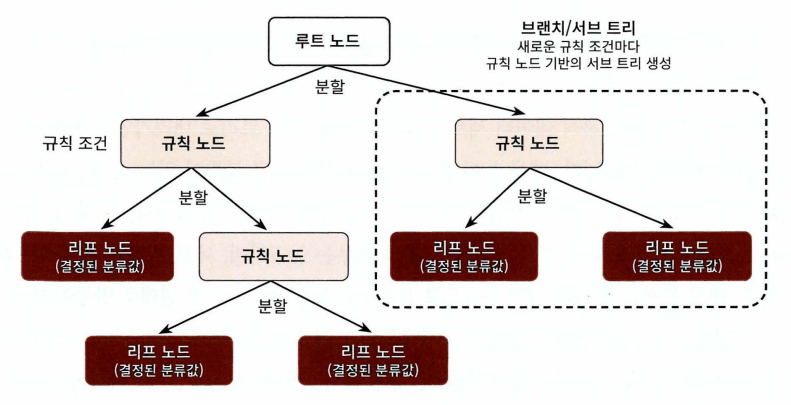 루트 노드
브랜치/서브 트리
새로운 규칙 조건마다
규칙 노드 기반의 서브 트리 생성
분할
규칙 조건
규칙 노드
규칙 노드
분할
분할
리프 노드
(결정된 분류값)
규칙 노드
리프 노드
(결정된 분류값)
리프 노드
(결정된 분류값)
분할
리프 노드
(결정된 분류값)
리프 노드
(결정된 분류값)